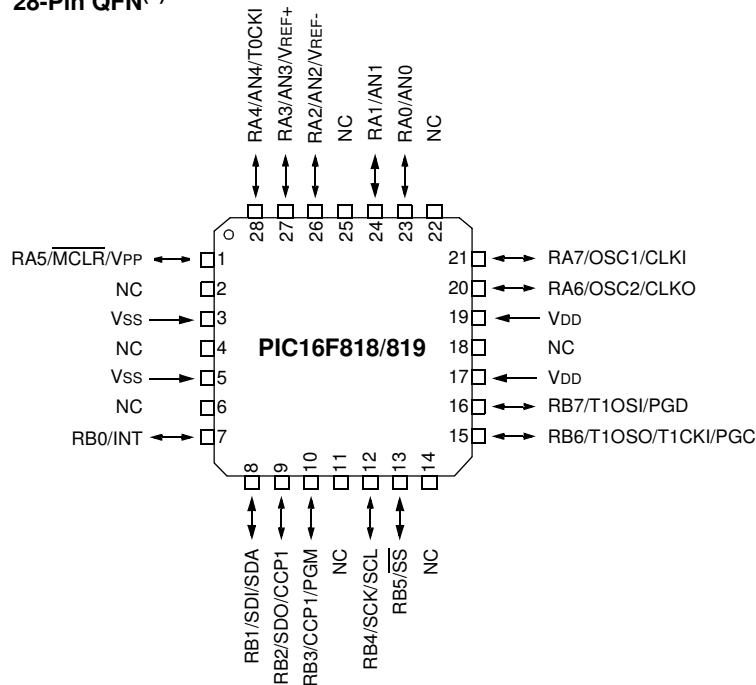 28-Pin QFN
RA4/AN4/T0CKI
RA3/AN3/VREF+
RA2/AN2/VREF-
NC
RA1/AN1
RA0/AN0
NC
28
27
26
25
24
23
22
RA5/MCLR/VPP
1
NC
2
VSS
3
NC
4
VSS
5
NC
6
RB0/INT
7
PIC16F818/819
21
RA7/OSC1/CLKI
20
RA6/OSC2/CLKO
19
VDD
18
NC
17
VDD
16
RB7/T1OSI/PGD
15
RB6/T1OSO/T1CKI/PGC
8
9
10
11
12
13
14
RB1/SDI/SDA
RB2/SDO/CCP1
RB3/CCP1/PGM
NC
RB4/SCK/SCL
RB5/SS
NC